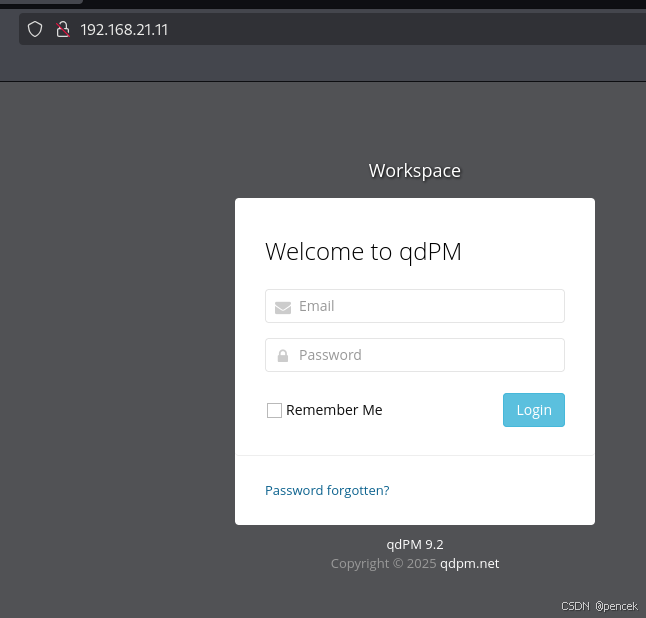 192.168.21.11
Workspace
Welcome to qdPM
Email
Password
Remember Me
Login
Password forgotten?
qdPM 9.2
Copyright © 2025 qdpm.net
CSDN @pencek